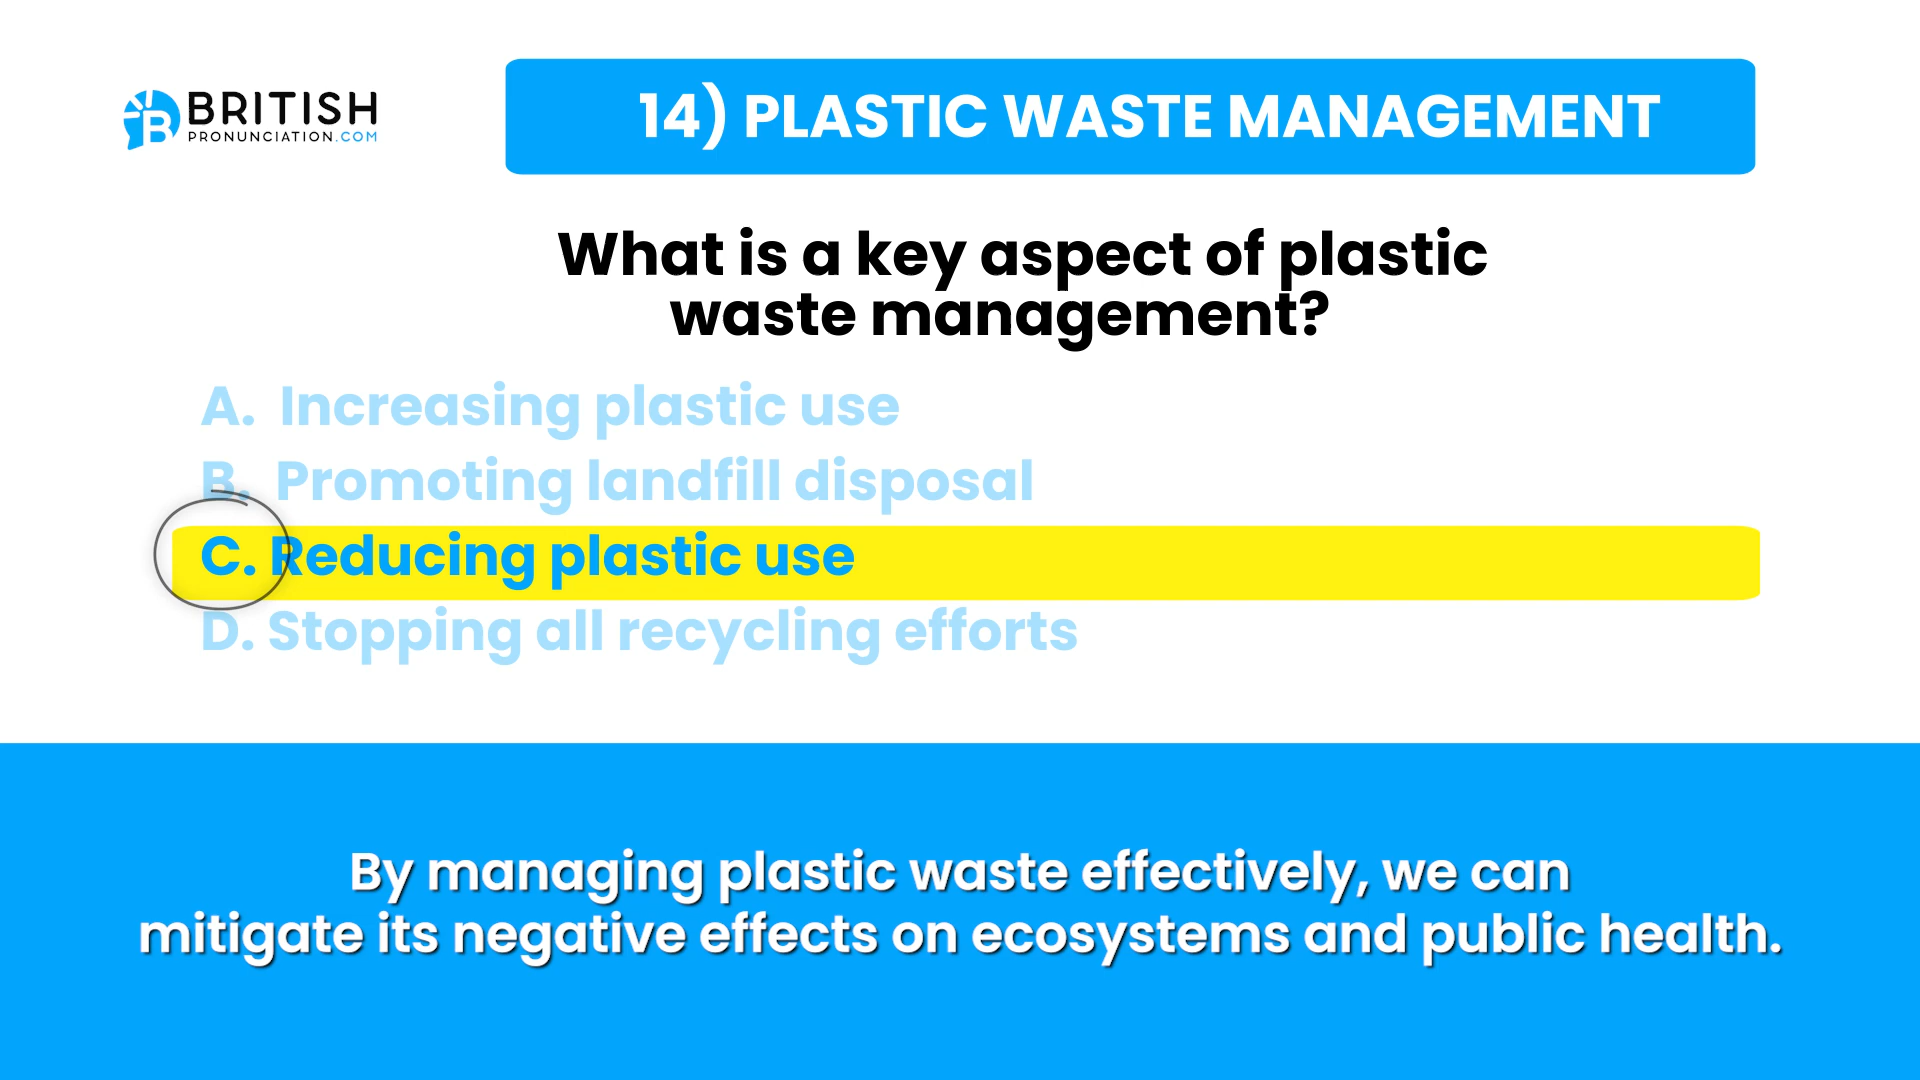 BRITISH
PRONUNCIATION.COM
14) PLASTIC WASTE MANAGEMENT
What is a key aspect of plastic
waste management?
A. Increasing plastic use
B. Promoting landfill disposal
C. Reducing plastic use
D. Stopping all recycling efforts
By managing plastic waste effectively, we can
mitigate its negative effects on ecosystems and public health.